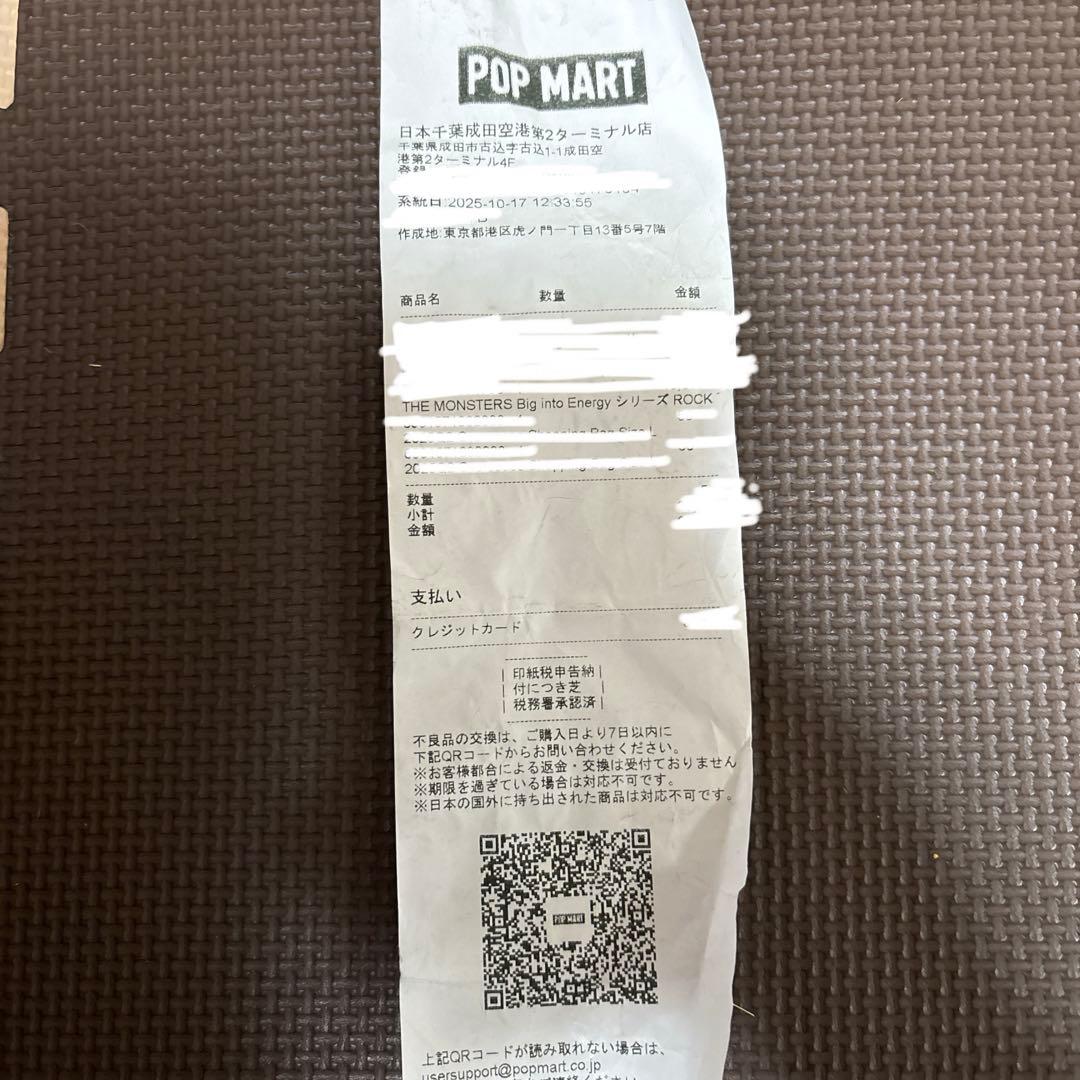 POP MART
日本千葉成田空港第2ターミナル店
千葉県成田市古込字古込1-1成田空
港第2ターミナル4F
登録
系統日:2025-10-17 12:33:55
作成地:東京都港区虎ノ門一丁目13番5号7階
商品名 数量 金額
THE MONSTERS Big into Energy シリーズ ROCK
Shopping Bag Size L
数量
小計
金額
支払い
クレジットカード
印紙税申告納
付につき芝
税務署承認済
不良品の交換は、ご購入日より7日以内に
下記QRコードからお問い合わせください。
※お客様都合による返金・交換は受付ておりません
※期限を過ぎている場合は対応不可です。
※日本の国外に持ち出された商品は対応不可です。
POP MART
上記QRコードが読み取れない場合は、
usersupport@popmart.co.jp